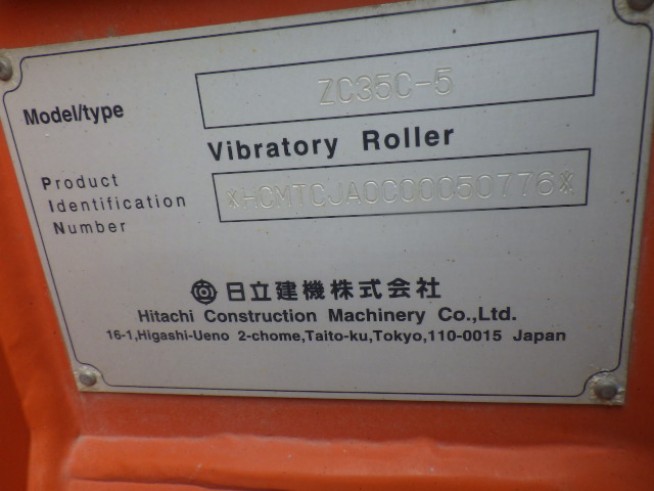 Model/type
ZC35C-5
Vibratory Roller
Product
Identification
Number
*HCMTCJA0C00050776*
日立建機株式会社
Hitachi Construction Machinery Co.,Ltd.
16-1,Higashi-Ueno 2-chome,Taito-ku,Tokyo,110-0015 Japan